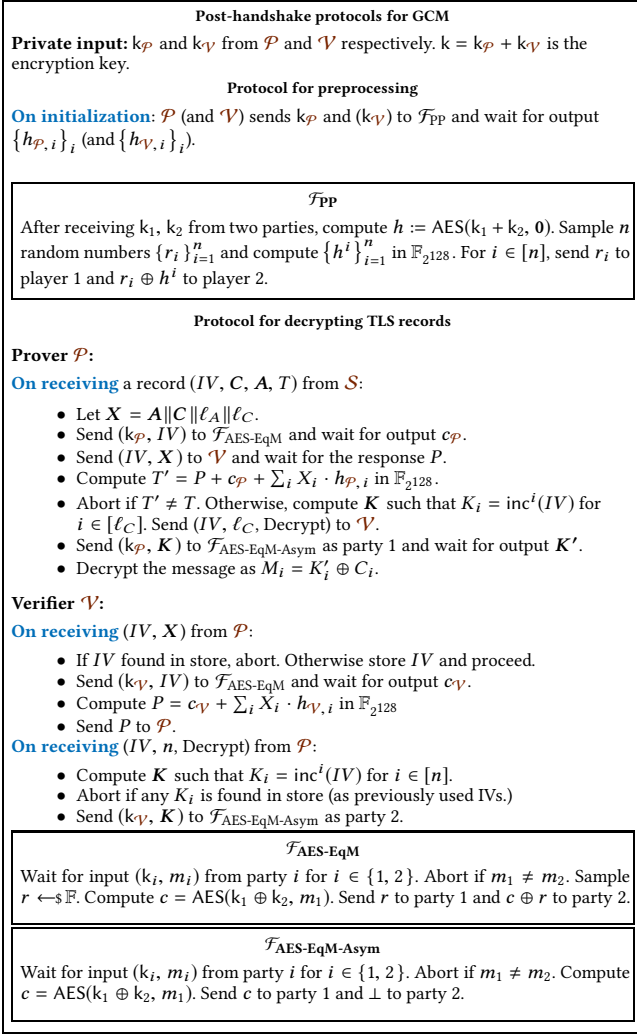 Post-handshake protocols for GCM
Private input: k𝒫 and k𝒱 from 𝒫 and 𝒱 respectively. k = k𝒫 + k𝒱 is the
encryption key.
Protocol for preprocessing
On initialization: 𝒫 (and 𝒱) sends k𝒫 and (k𝒱) to ℱPP and wait for output
{h𝒫,i}i (and {h𝒱,i}i).
ℱPP
After receiving k₁, k₂ from two parties, compute h := AES(k₁ + k₂, 0). Sample n
random numbers {rᵢ}ⁿᵢ₌₁ and compute {hⁱ}ⁿᵢ₌₁ in 𝔽₂128. For i ∈ [n], send rᵢ to
player 1 and rᵢ ⊕ hⁱ to player 2.
Protocol for decrypting TLS records
Prover 𝒫:
On receiving a record (IV, C, A, T) from 𝒮:
• Let X = A∥C∥ℓA∥ℓC.
• Send (k𝒫, IV) to ℱAES-EqM and wait for output c𝒫.
• Send (IV, X) to 𝒱 and wait for the response P.
• Compute T′ = P + c𝒫 + ∑ᵢ Xᵢ · h𝒫,i in 𝔽₂128.
• Abort if T′ ≠ T. Otherwise, compute K such that Kᵢ = incⁱ(IV) for
i ∈ [ℓC]. Send (IV, ℓC, Decrypt) to 𝒱.
• Send (k𝒫, K) to ℱAES-EqM-Asym as party 1 and wait for output K′.
• Decrypt the message as Mᵢ = K′ᵢ ⊕ Cᵢ.
Verifier 𝒱:
On receiving (IV, X) from 𝒫:
• If IV found in store, abort. Otherwise store IV and proceed.
• Send (k𝒱, IV) to ℱAES-EqM and wait for output c𝒱.
• Compute P = c𝒱 + ∑ᵢ Xᵢ · h𝒱,i in 𝔽₂128
• Send P to 𝒫.
On receiving (IV, n, Decrypt) from 𝒫:
• Compute K such that Kᵢ = incⁱ(IV) for i ∈ [n].
• Abort if any Kᵢ is found in store (as previously used IVs.)
• Send (k𝒱, K) to ℱAES-EqM-Asym as party 2.
ℱAES-EqM
Wait for input (kᵢ, mᵢ) from party i for i ∈ {1, 2}. Abort if m₁ ≠ m₂. Sample
r ←$ 𝔽. Compute c = AES(k₁ ⊕ k₂, m₁). Send r to party 1 and c ⊕ r to party 2.
ℱAES-EqM-Asym
Wait for input (kᵢ, mᵢ) from party i for i ∈ {1, 2}. Abort if m₁ ≠ m₂. Compute
c = AES(k₁ ⊕ k₂, m₁). Send c to party 1 and ⊥ to party 2.